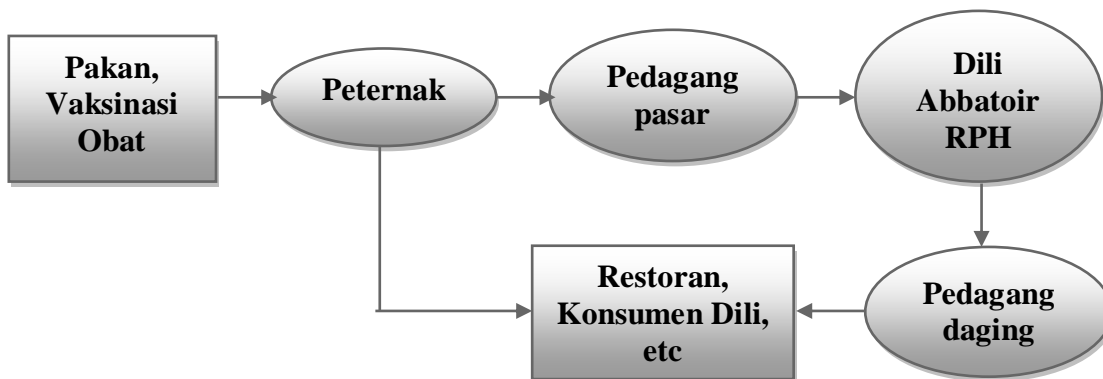 Pakan,
Vaksinasi
Obat
Peternak
Pedagang
pasar
Dili
Abbatoir
RPH
Restoran,
Konsumen Dili,
etc
Pedagang
daging